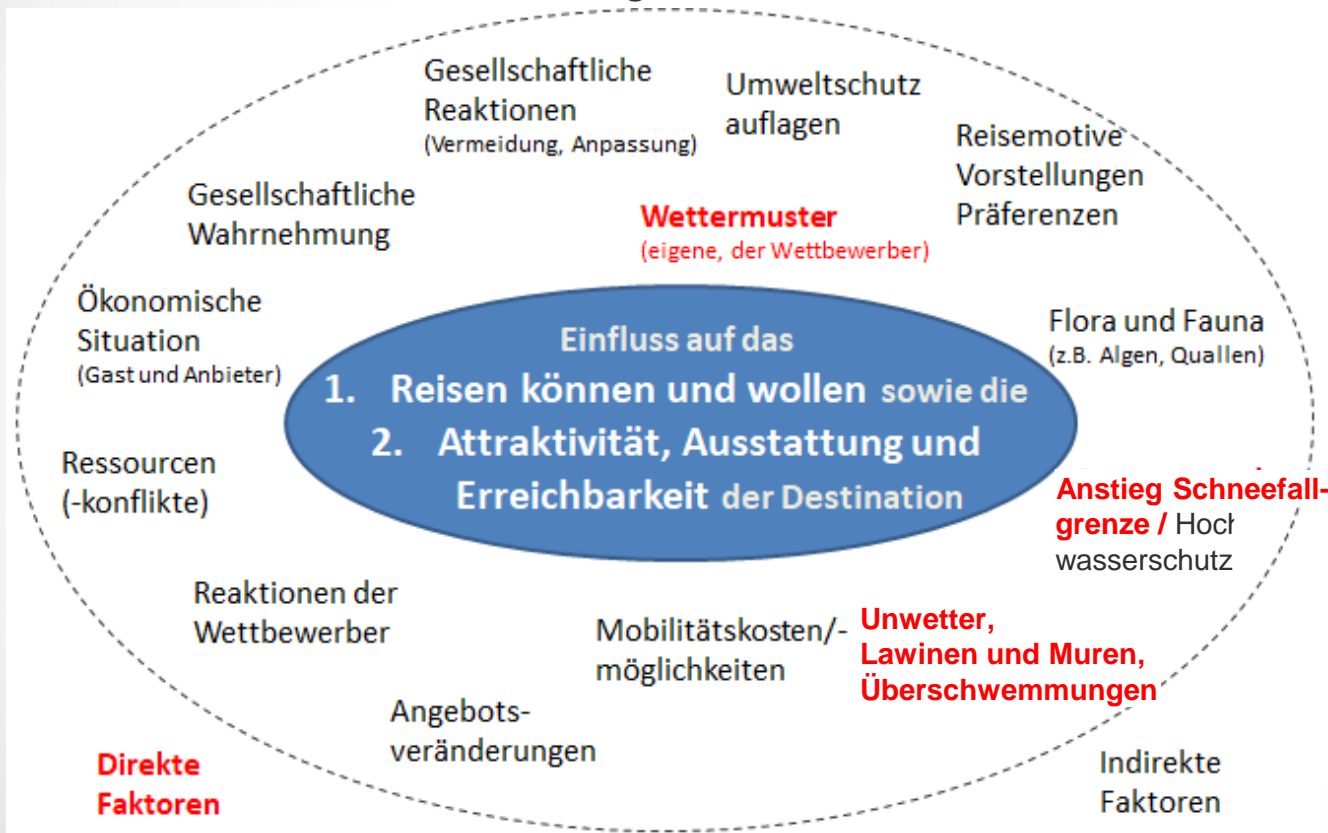 Gesellschaftliche
Reaktionen
(Vermeidung, Anpassung)
Umweltschutz
auflagen
Reisemotive
Vorstellungen
Präferenzen
Gesellschaftliche
Wahrnehmung
Wettermuster
(eigene, der Wettbewerber)
Ökonomische
Situation
(Gast und Anbieter)
Flora und Fauna
(z.B. Algen, Quallen)
Einfluss auf das
1. Reisen können und wollen sowie die
2. Attraktivität, Ausstattung und
Erreichbarkeit der Destination
Ressourcen
(-konflikte)
Anstieg Schneefall-
grenze / Hoch
wasserschutz
Reaktionen der
Wettbewerber
Mobilitätskosten/-
möglichkeiten
Unwetter,
Lawinen und Muren,
Überschwemmungen
Angebots-
veränderungen
Direkte
Faktoren
Indirekte
Faktoren